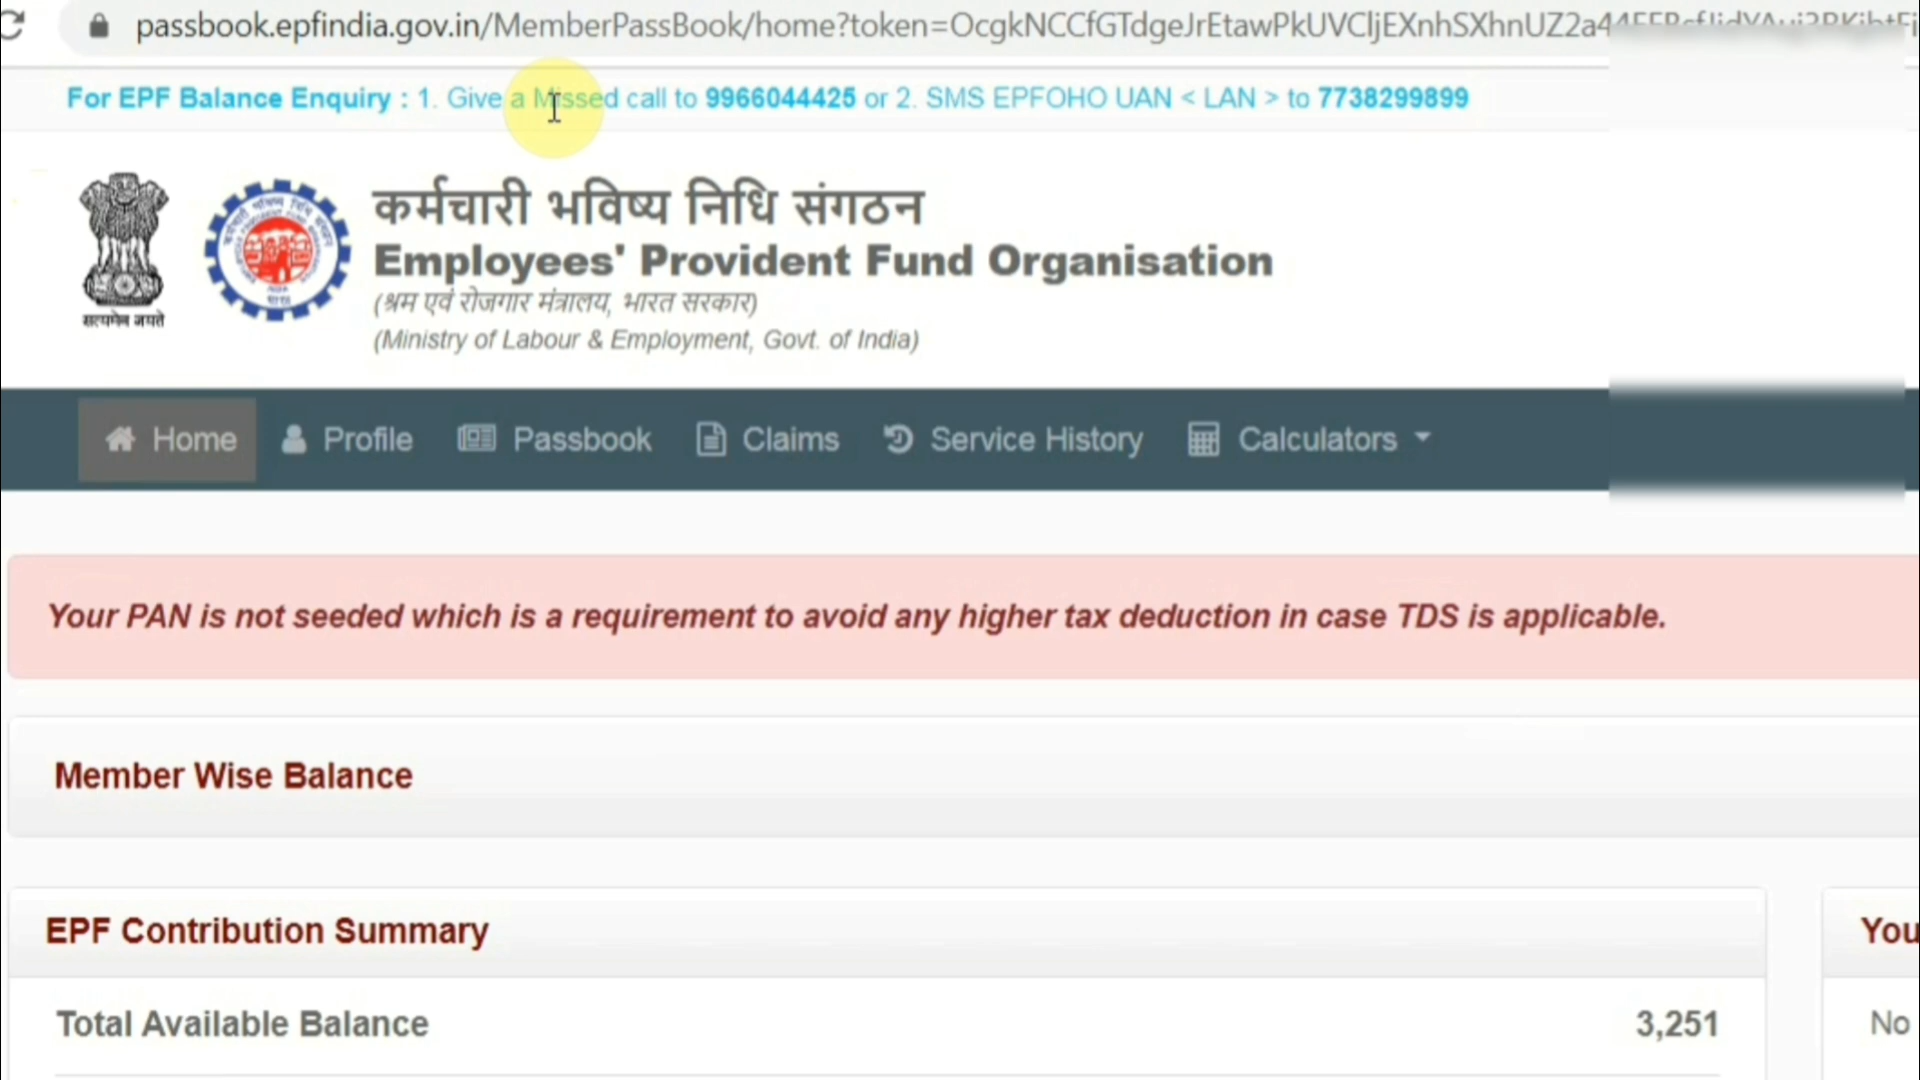 passbook.epfindia.gov.in/MemberPassBook/home?token=OcgkNCCfGTdgeJrEtawPkUVCljEXnhSXhnUZ2a44
For EPF Balance Enquiry : 1. Give a Missed call to 9966044425 or 2. SMS EPFOHO UAN < LAN > to 7738299899
कर्मचारी भविष्य निधि संगठन
Employees' Provident Fund Organisation
(श्रम एवं रोजगार मंत्रालय, भारत सरकार)
(Ministry of Labour & Employment, Govt. of India)
सत्यमेव जयते
Home Profile Passbook Claims Service History Calculators
Your PAN is not seeded which is a requirement to avoid any higher tax deduction in case TDS is applicable.
Member Wise Balance
EPF Contribution Summary
You
Total Available Balance 3,251
No